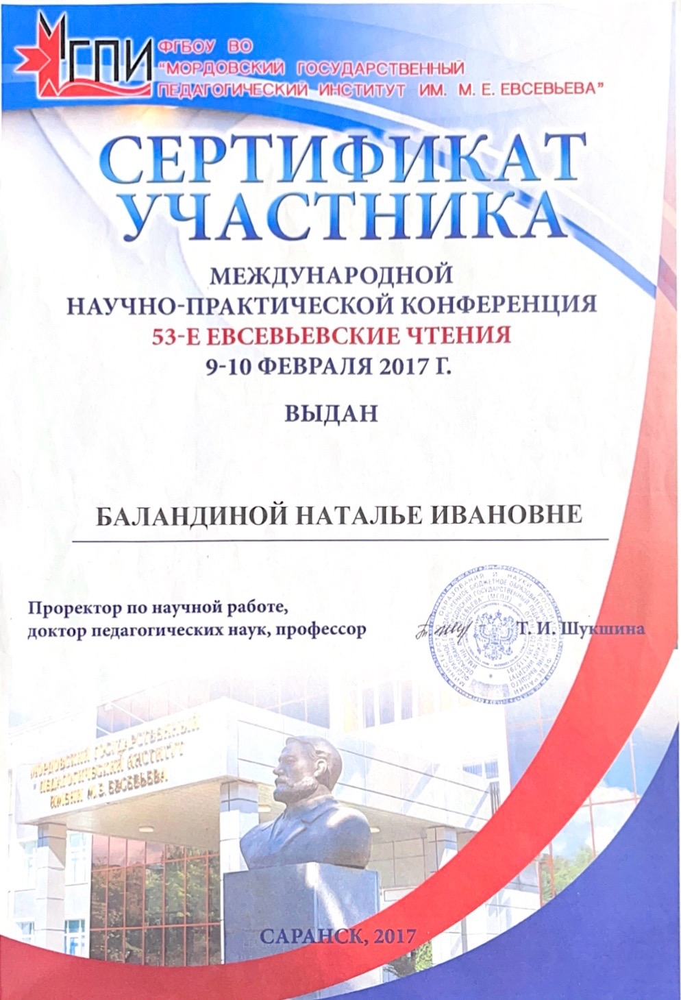 МГПИ
ФГБОУ ВО
"МОРДОВСКИЙ ГОСУДАРСТВЕННЫЙ
ПЕДАГОГИЧЕСКИЙ ИНСТИТУТ ИМ. М. Е. ЕВСЕВЬЕВА"
СЕРТИФИКАТ
УЧАСТНИКА
МЕЖДУНАРОДНОЙ
НАУЧНО-ПРАКТИЧЕСКОЙ КОНФЕРЕНЦИЯ
53-Е ЕВСЕВЬЕВСКИЕ ЧТЕНИЯ
9-10 ФЕВРАЛЯ 2017 Г.
ВЫДАН
БАЛАНДИНОЙ НАТАЛЬЕ ИВАНОВНЕ
Проректор по научной работе,
доктор педагогических наук, профессор
Т. И. Шукшина
МОРДОВСКИЙ ГОСУДАРСТВЕННЫЙ
ПЕДАГОГИЧЕСКИЙ ИНСТИТУТ
ИМЕНИ М.Е. ЕВСЕВЬЕВА
САРАНСК, 2017